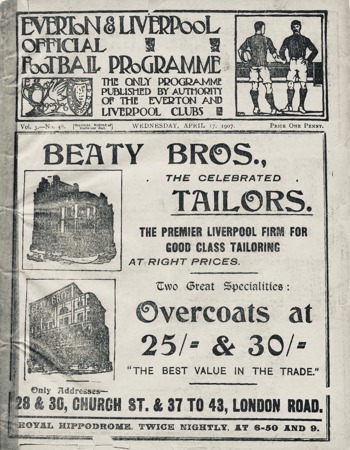 EVERTON & LIVERPOOL
OFFICIAL
FOOTBALL PROGRAMME
THE ONLY PROGRAMME
PUBLISHED BY AUTHORITY
OF THE EVERTON AND
LIVERPOOL CLUBS
WEDNESDAY, APRIL 17, 1907.
PRICE ONE PENNY.
BEATY BROS.,
THE CELEBRATED
TAILORS.
THE PREMIER LIVERPOOL FIRM FOR
GOOD CLASS TAILORING
AT RIGHT PRICES.
Two Great Specialities:
Overcoats at
25/= & 30/=
"THE BEST VALUE IN THE TRADE."
Only Addresses—
28 & 30, CHURCH ST. & 37 TO 43, LONDON ROAD.
ROYAL HIPPODROME. TWICE NIGHTLY, AT 6-50 AND 9.